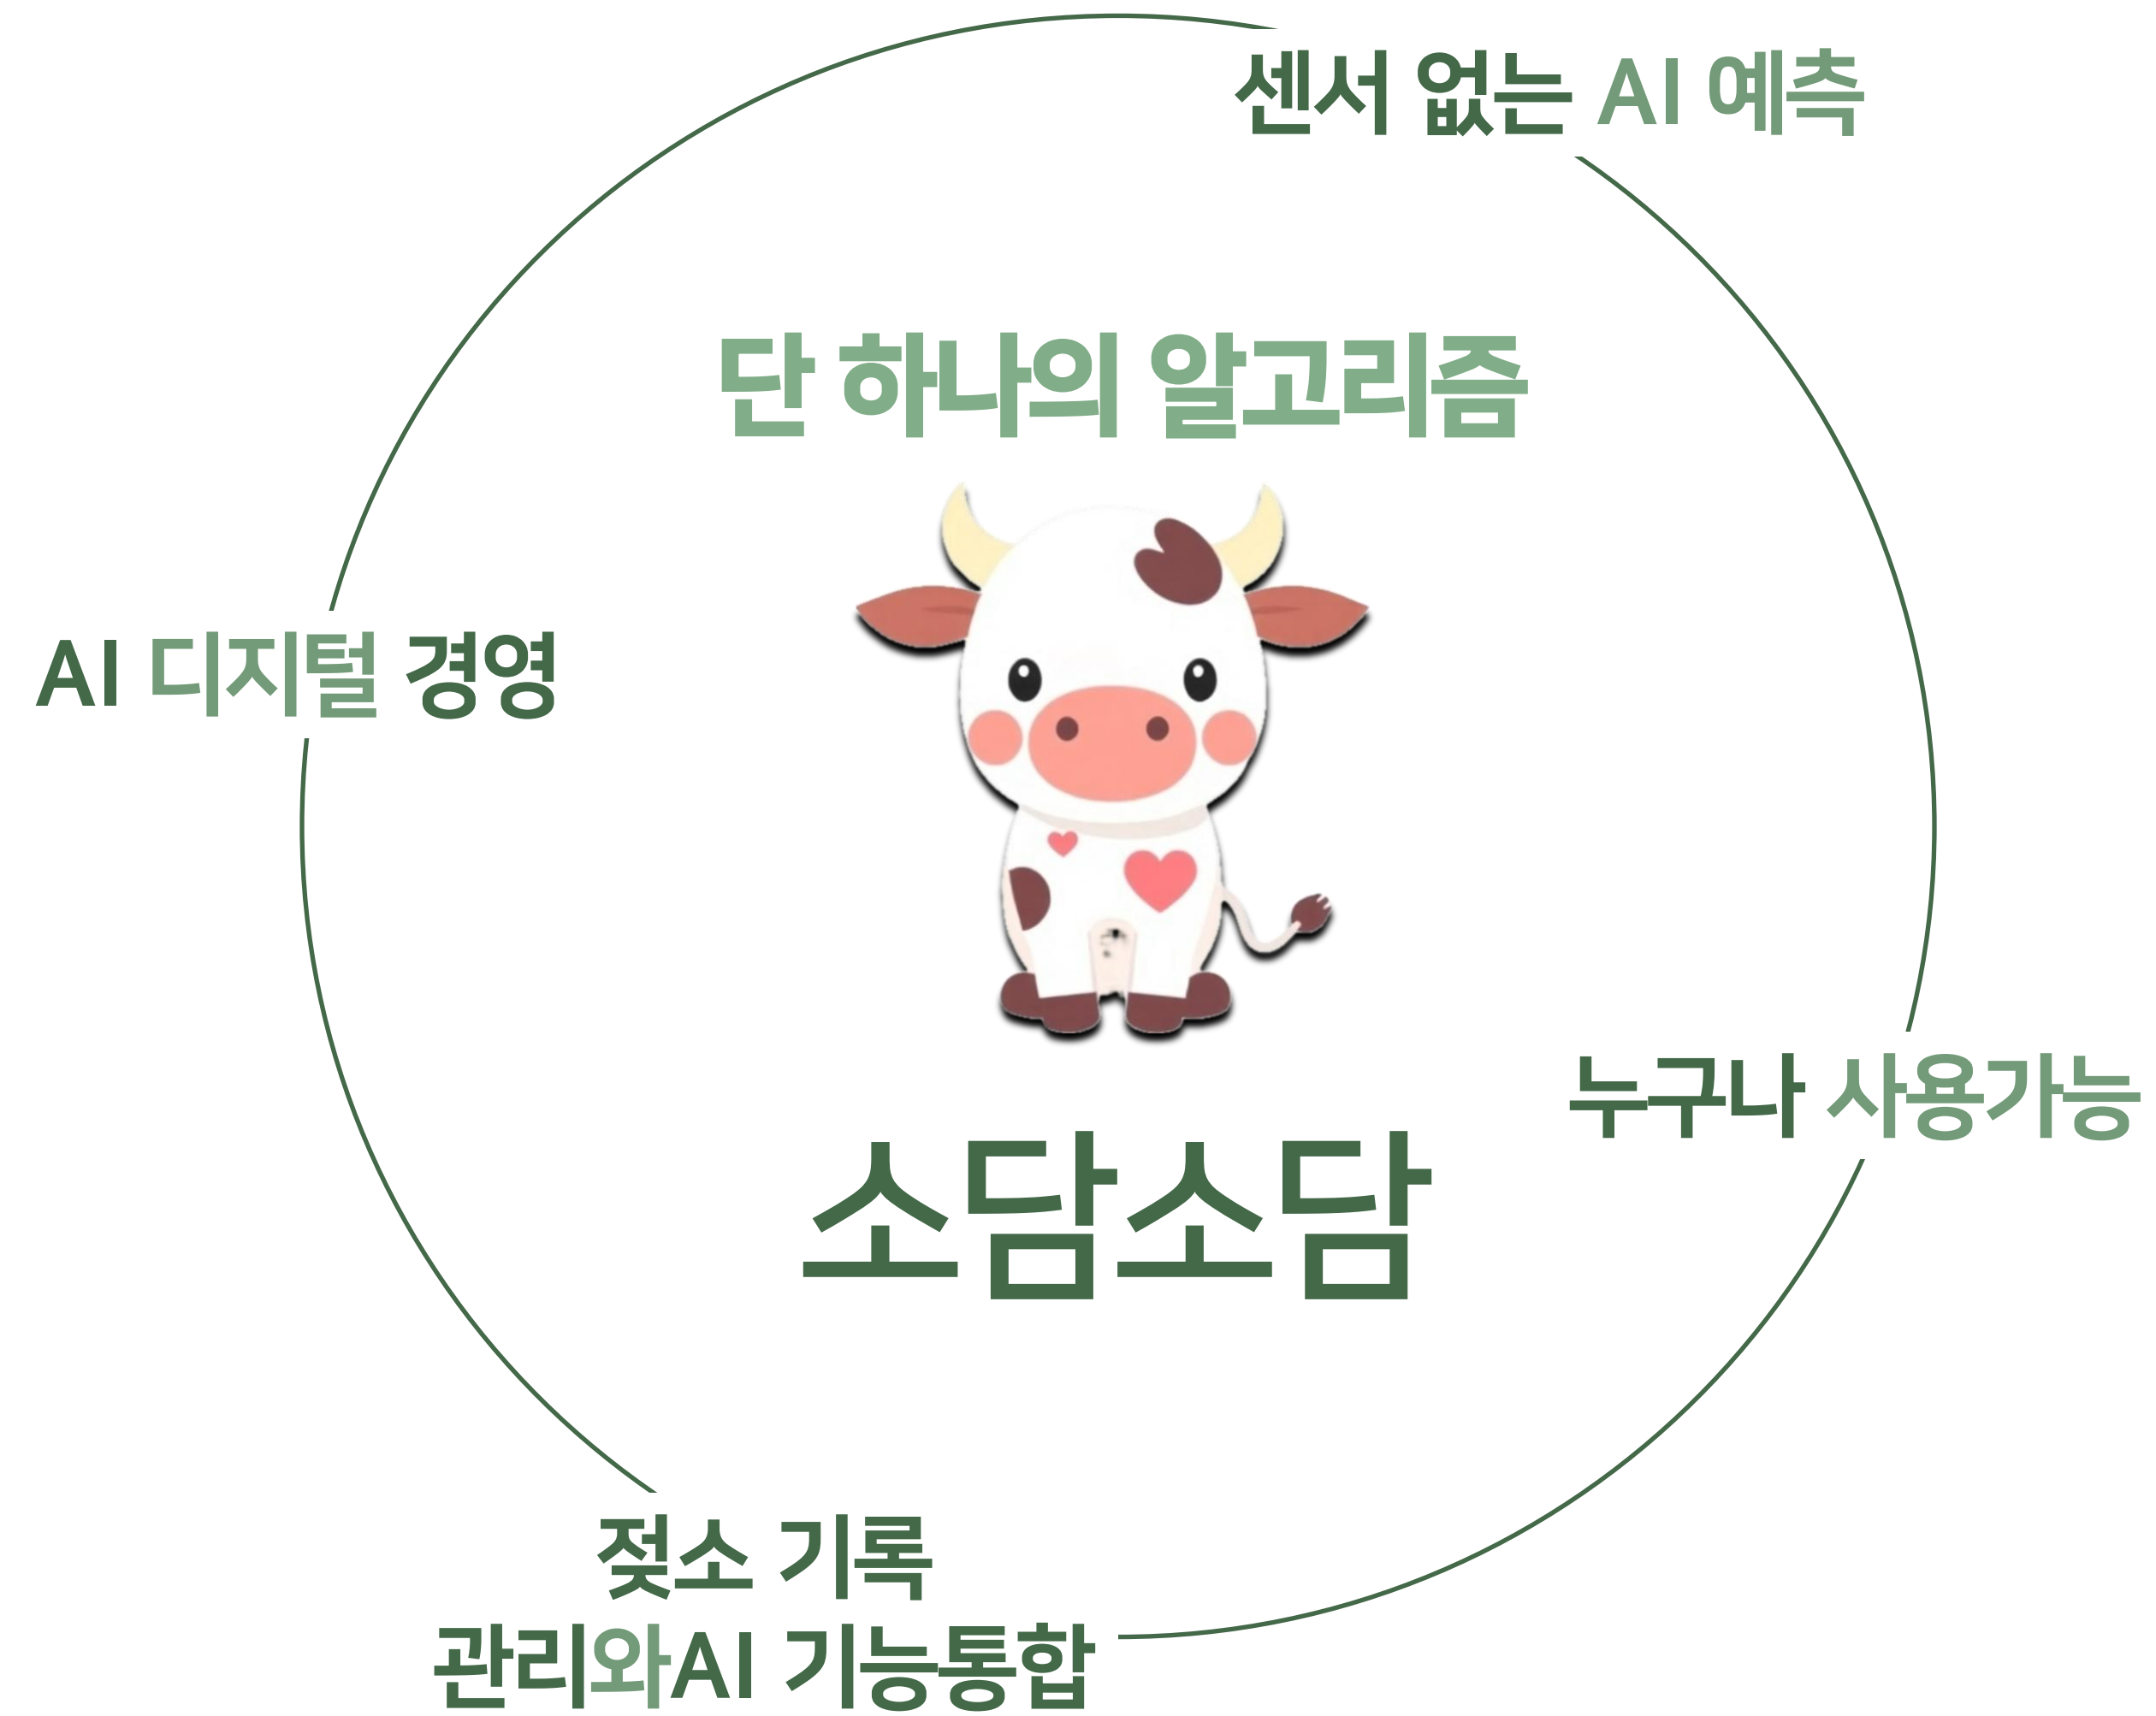 센서 없는 AI 예측
단 하나의 알고리즘
AI 디지털 경영
누구나 사용가능
소담소담
젖소 기록
관리와AI 기능통합